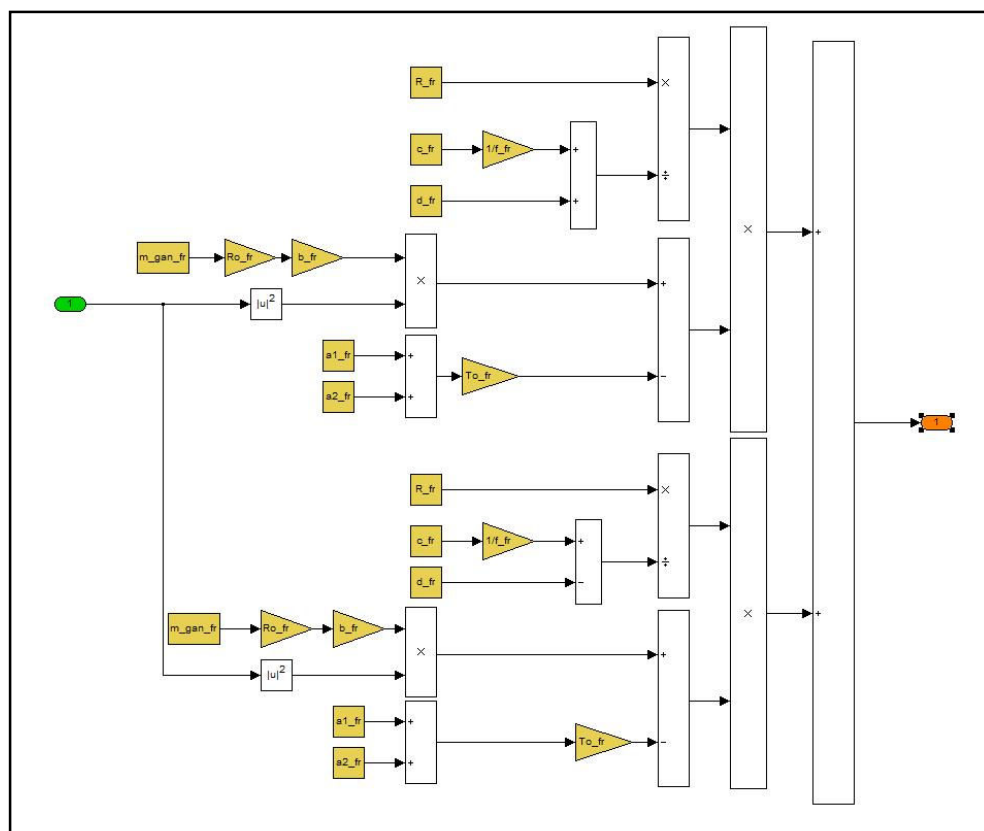 R_fr
×
c_fr
1/f_fr
+
÷
d_fr
+
×
+
m_gan_fr
Ro_fr
b_fr
×
+
1
|u|²
a1_fr
+
To_fr
−
a2_fr
+
1
R_fr
×
c_fr
1/f_fr
+
÷
d_fr
−
×
+
m_gan_fr
Ro_fr
b_fr
×
+
|u|²
a1_fr
+
To_fr
−
a2_fr
+